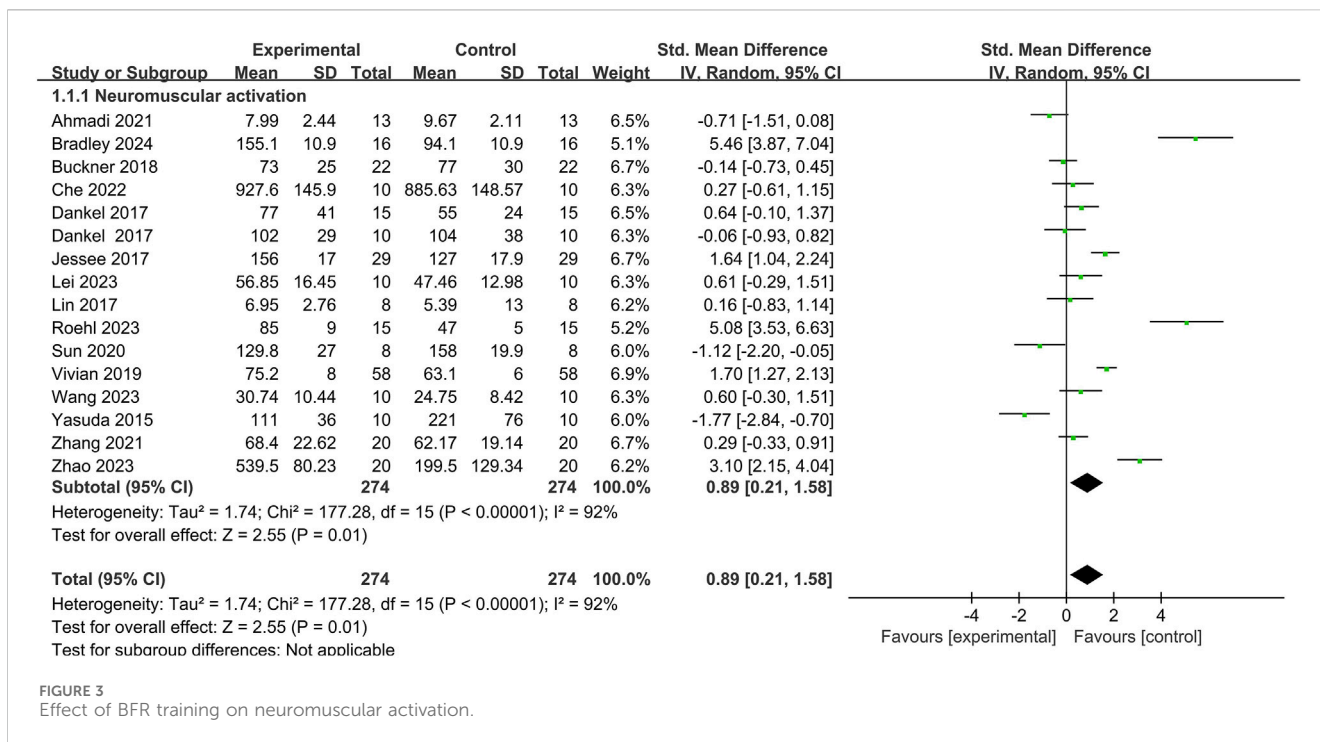 Experimental Control Std. Mean Difference Std. Mean Difference
Study or Subgroup Mean SD Total Mean SD Total Weight IV, Random, 95% CI IV, Random, 95% CI
1.1.1 Neuromuscular activation
Ahmadi 2021 7.99 2.44 13 9.67 2.11 13 6.5% -0.71 [-1.51, 0.08]
Bradley 2024 155.1 10.9 16 94.1 10.9 16 5.1% 5.46 [3.87, 7.04]
Buckner 2018 73 25 22 77 30 22 6.7% -0.14 [-0.73, 0.45]
Che 2022 927.6 145.9 10 885.63 148.57 10 6.3% 0.27 [-0.61, 1.15]
Dankel 2017 77 41 15 55 24 15 6.5% 0.64 [-0.10, 1.37]
Dankel 2017 102 29 10 104 38 10 6.3% -0.06 [-0.93, 0.82]
Jessee 2017 156 17 29 127 17.9 29 6.7% 1.64 [1.04, 2.24]
Lei 2023 56.85 16.45 10 47.46 12.98 10 6.3% 0.61 [-0.29, 1.51]
Lin 2017 6.95 2.76 8 5.39 13 8 6.2% 0.16 [-0.83, 1.14]
Roehl 2023 85 9 15 47 5 15 5.2% 5.08 [3.53, 6.63]
Sun 2020 129.8 27 8 158 19.9 8 6.0% -1.12 [-2.20, -0.05]
Vivian 2019 75.2 8 58 63.1 6 58 6.9% 1.70 [1.27, 2.13]
Wang 2023 30.74 10.44 10 24.75 8.42 10 6.3% 0.60 [-0.30, 1.51]
Yasuda 2015 111 36 10 221 76 10 6.0% -1.77 [-2.84, -0.70]
Zhang 2021 68.4 22.62 20 62.17 19.14 20 6.7% 0.29 [-0.33, 0.91]
Zhao 2023 539.5 80.23 20 199.5 129.34 20 6.2% 3.10 [2.15, 4.04]
Subtotal (95% CI) 274 274 100.0% 0.89 [0.21, 1.58]
Heterogeneity: Tau² = 1.74; Chi² = 177.28, df = 15 (P < 0.00001); I² = 92%
Test for overall effect: Z = 2.55 (P = 0.01)
Total (95% CI) 274 274 100.0% 0.89 [0.21, 1.58]
Heterogeneity: Tau² = 1.74; Chi² = 177.28, df = 15 (P < 0.00001); I² = 92%
Test for overall effect: Z = 2.55 (P = 0.01)
Test for subgroup differences: Not applicable
-4 -2 0 2 4
Favours [experimental] Favours [control]
FIGURE 3
Effect of BFR training on neuromuscular activation.